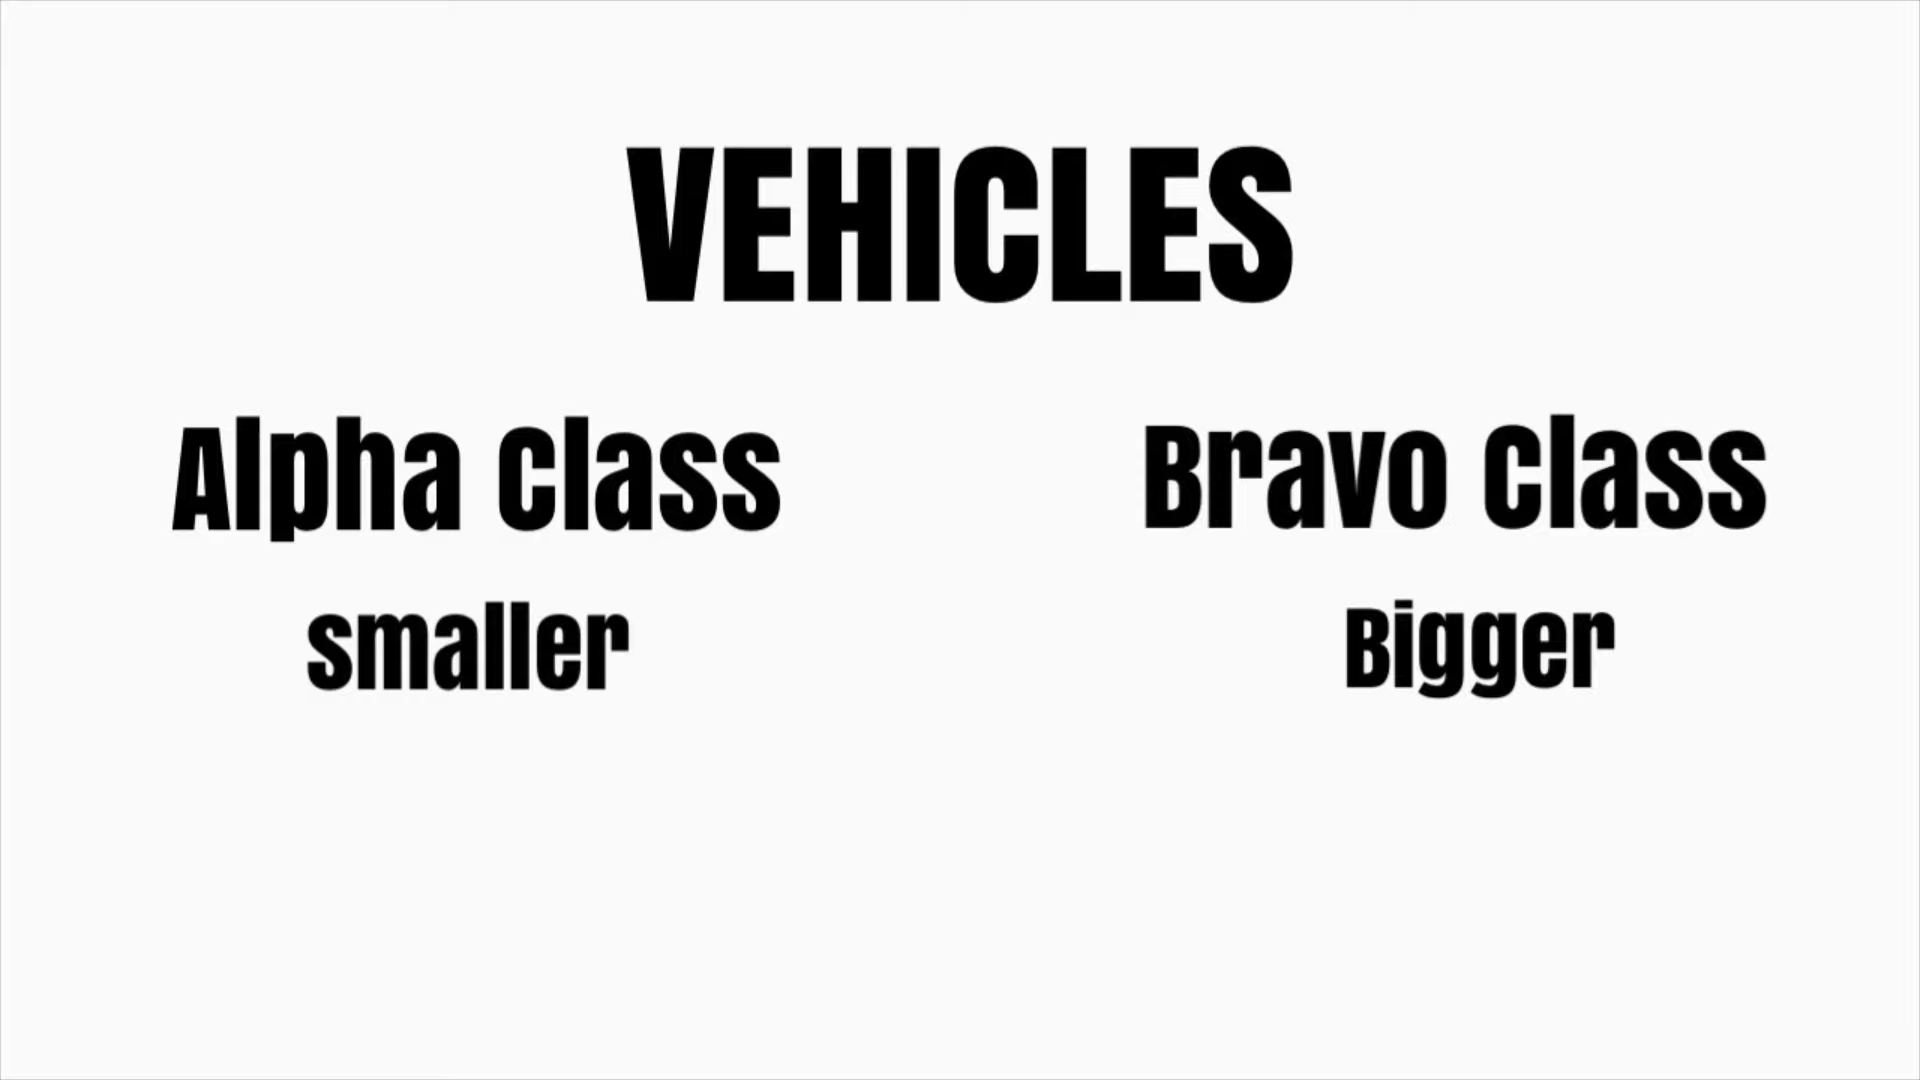 VEHICLES
Alpha Class
Bravo Class
smaller
Bigger